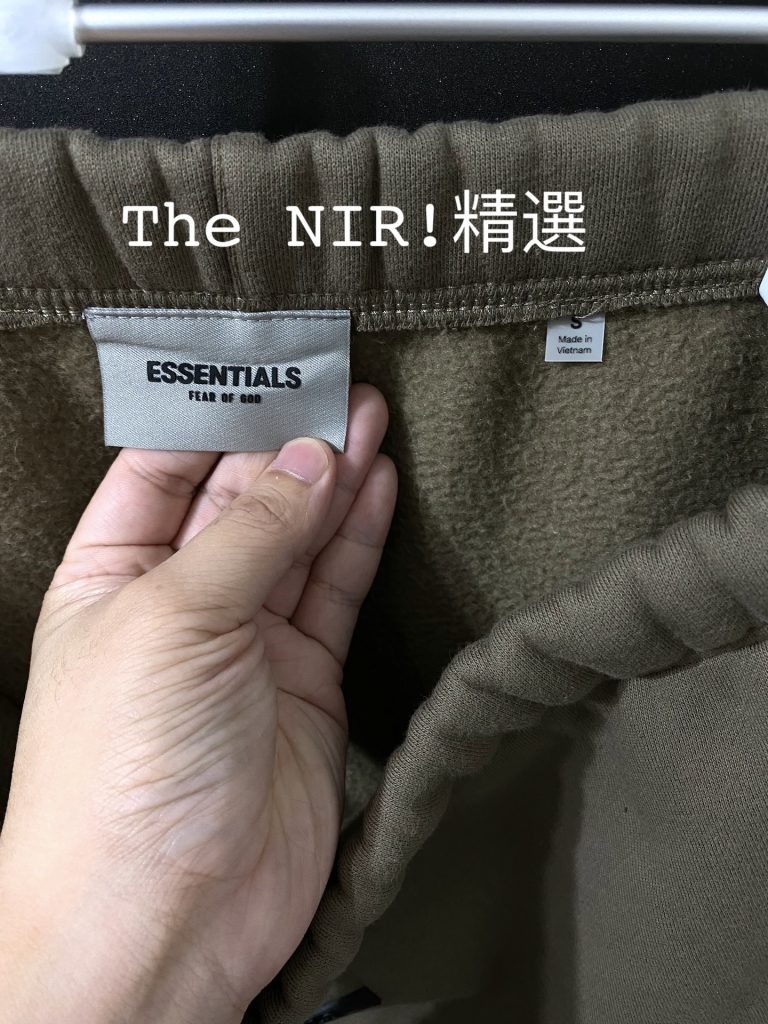 The NIR!精選
ESSENTIALS
FEAR OF GOD
S
Made in
Vietnam